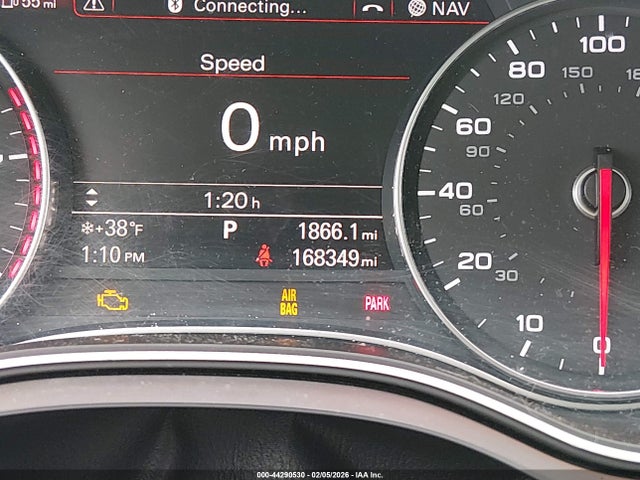 55 mi Connecting... NAV
Speed
0 mph
1:20 h
+38°F P 1866.1 mi
1:10 PM 168349 mi
AIR BAG PARK
0 10 20 40 60 80 100
30 60 90 120 150
000-44290530 - 02/05/2026 - IAA Inc.